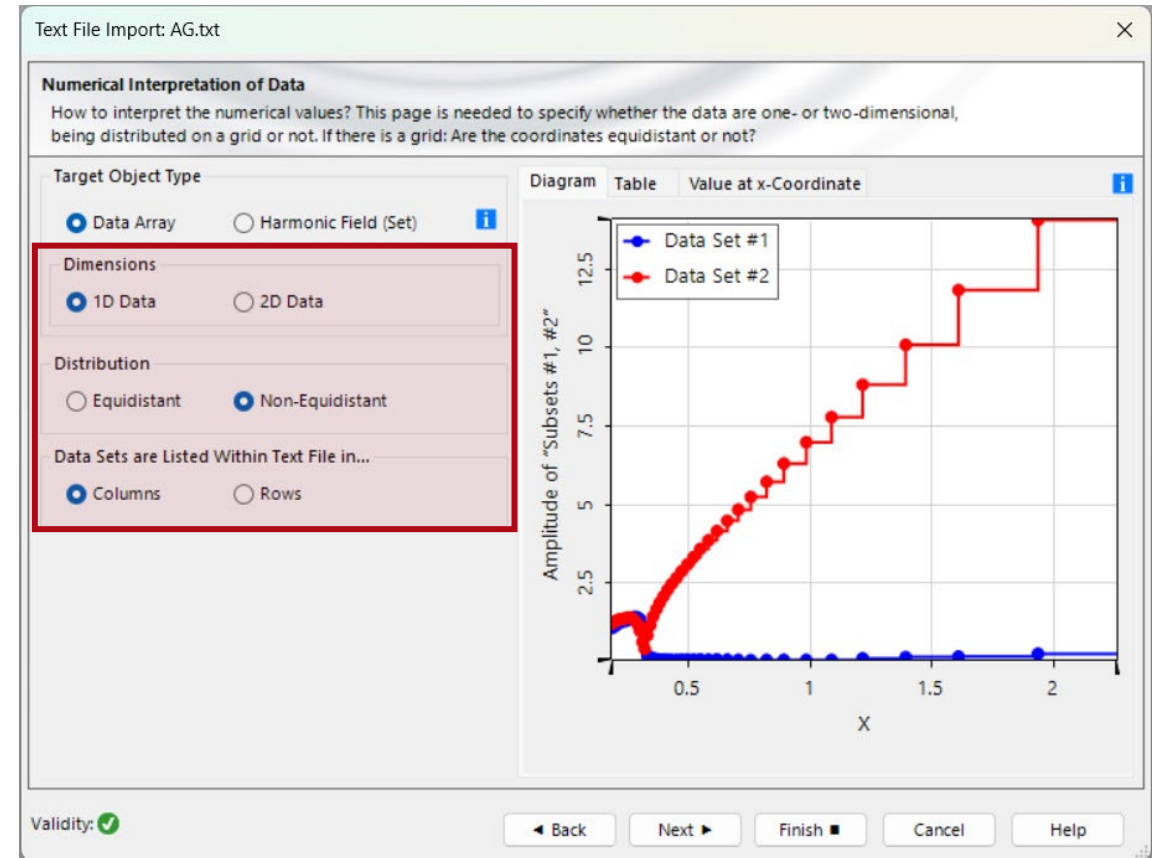 Text File Import: AG.txt
Numerical Interpretation of Data
How to interpret the numerical values? This page is needed to specify whether the data are one- or two-dimensional,
being distributed on a grid or not. If there is a grid: Are the coordinates equidistant or not?
Target Object Type
Data Array
Harmonic Field (Set)
Dimensions
1D Data
2D Data
Distribution
Equidistant
Non-Equidistant
Data Sets are Listed Within Text File in...
Columns
Rows
Diagram
Table
Value at x-Coordinate
Data Set #1
Data Set #2
Amplitude of "Subsets #1, #2"
12.5
10
7.5
5
2.5
0.5
1
1.5
2
X
Validity:
Back
Next
Finish
Cancel
Help